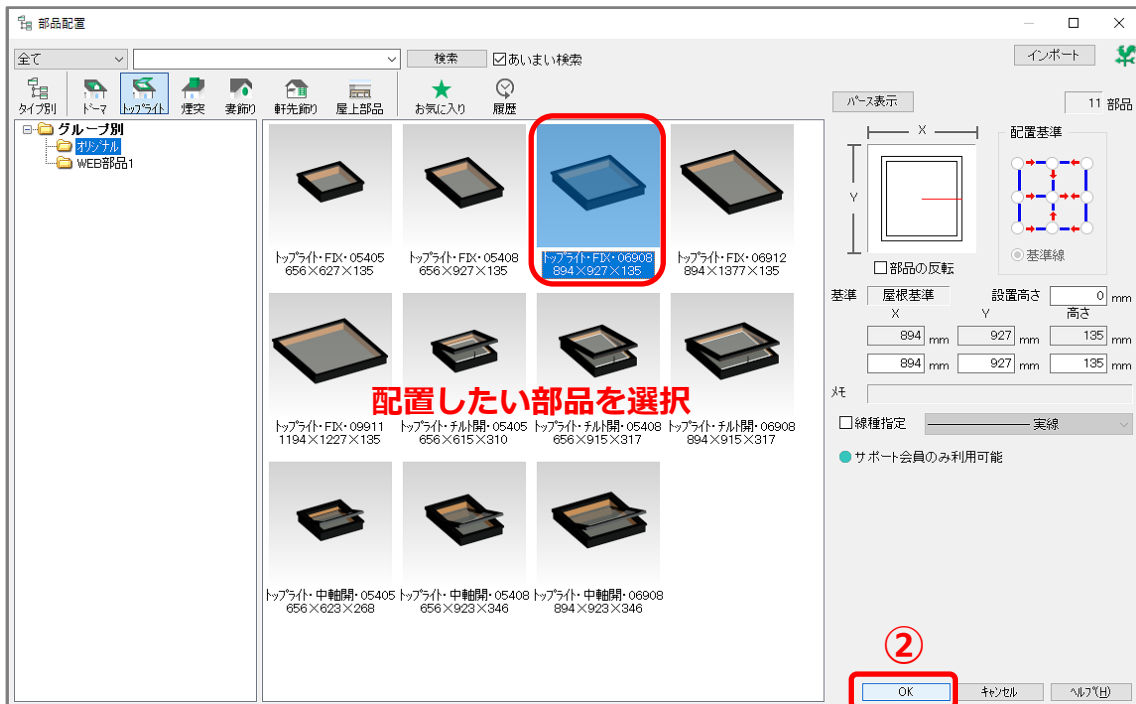 部品配置
全て
検索
あいまい検索
インポート
タイプ別
ドーマ
トップライト
煙突
妻飾り
軒先飾り
屋上部品
お気に入り
履歴
パース表示
11 部品
グループ別
オリジナル
WEB部品1
トップライト・FIX・05405
656×627×135
トップライト・FIX・05408
656×927×135
トップライト・FIX・06908
894×927×135
トップライト・FIX・06912
894×1377×135
配置したい部品を選択
トップライト・FIX・09911
1194×1227×135
トップライト・チルト開・05405
656×615×310
トップライト・チルト開・05408
656×915×317
トップライト・チルト開・06908
894×915×317
トップライト・中軸開・05405
656×623×268
トップライト・中軸開・05408
656×923×346
トップライト・中軸開・06908
894×923×346
X
Y
配置基準
基準線
部品の反転
基準 屋根基準 設置高さ 0 mm
X Y 高さ
894 mm 927 mm 135 mm
894 mm 927 mm 135 mm
メモ
線種指定 実線
サポート会員のみ利用可能
②
OK
キャンセル
ヘルプ(H)